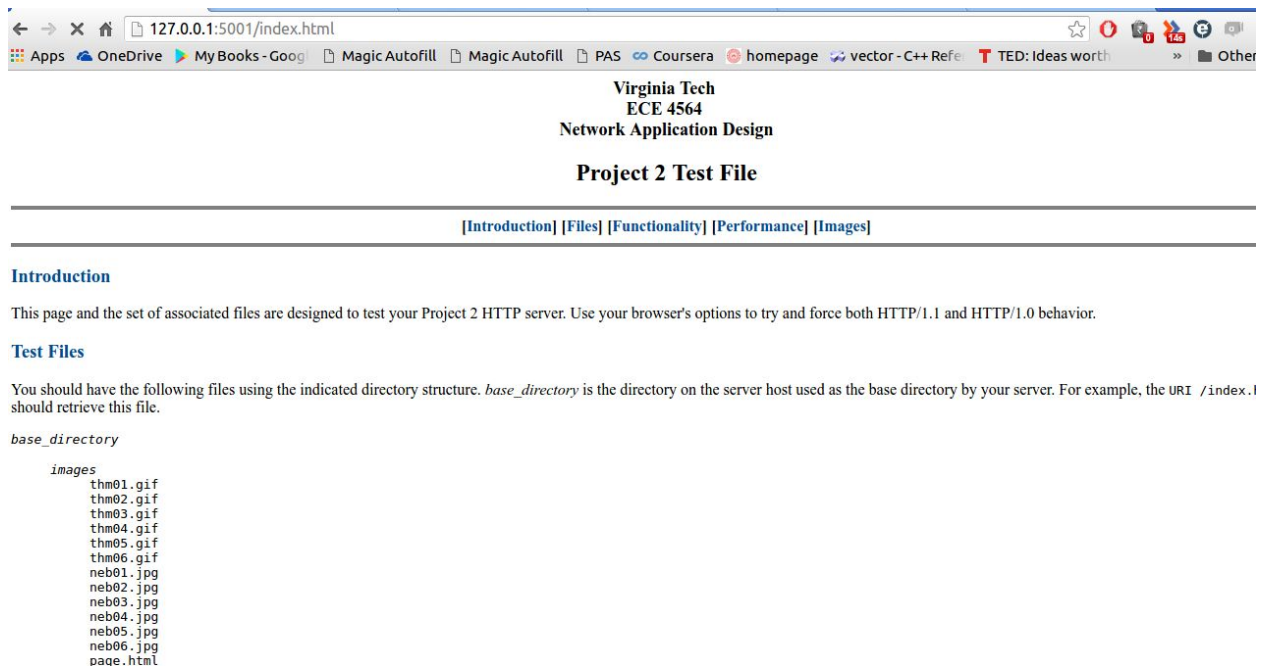 127.0.0.1:5001/index.html
0 14s
Apps OneDrive My Books - Goog Magic Autofill Magic Autofill PAS Coursera homepage vector - C++ Refe TED: Ideas worth » Other
Virginia Tech
ECE 4564
Network Application Design
Project 2 Test File
[Introduction] [Files] [Functionality] [Performance] [Images]
Introduction
This page and the set of associated files are designed to test your Project 2 HTTP server. Use your browser's options to try and force both HTTP/1.1 and HTTP/1.0 behavior.
Test Files
You should have the following files using the indicated directory structure. base_directory is the directory on the server host used as the base directory by your server. For example, the URI /index.
should retrieve this file.
base_directory
images
thm01.gif
thm02.gif
thm03.gif
thm04.gif
thm05.gif
thm06.gif
neb01.jpg
neb02.jpg
neb03.jpg
neb04.jpg
neb05.jpg
neb06.jpg
page.html